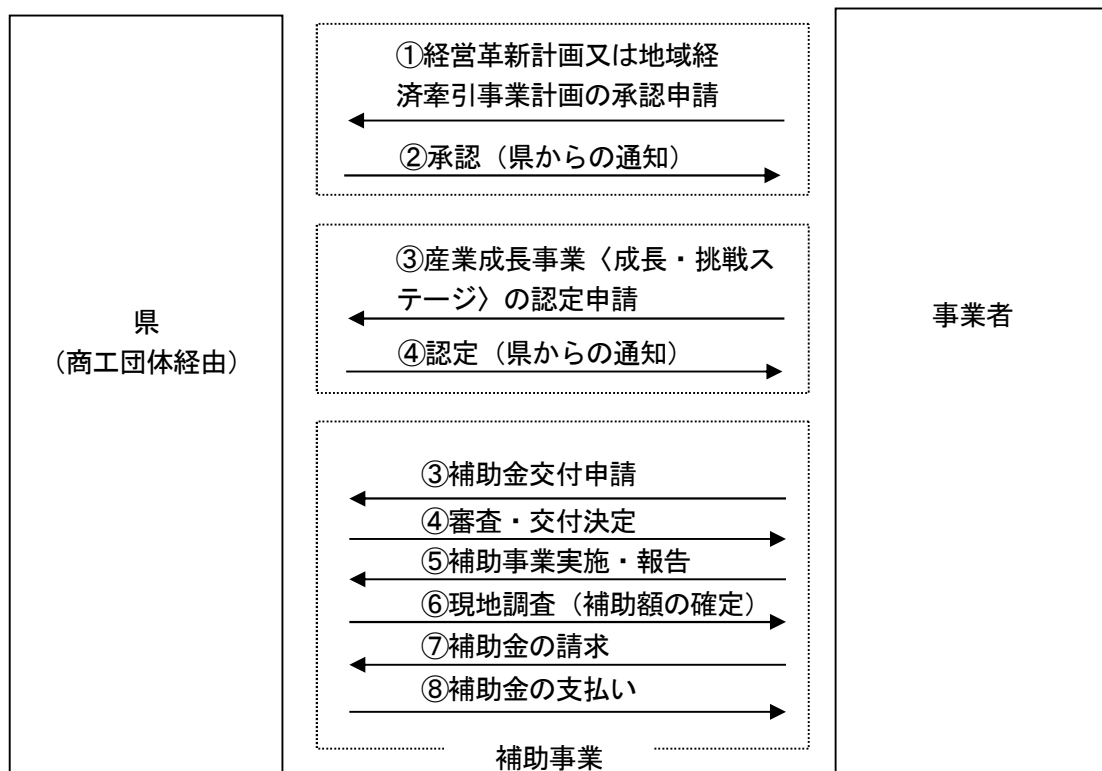 県
（商工団体経由）
①経営革新計画又は地域経
済牽引事業計画の承認申請
②承認（県からの通知）
③産業成長事業〈成長・挑戦ス
テージ〉の認定申請
④認定（県からの通知）
③補助金交付申請
④審査・交付決定
⑤補助事業実施・報告
⑥現地調査（補助額の確定）
⑦補助金の請求
⑧補助金の支払い
補助事業
事業者